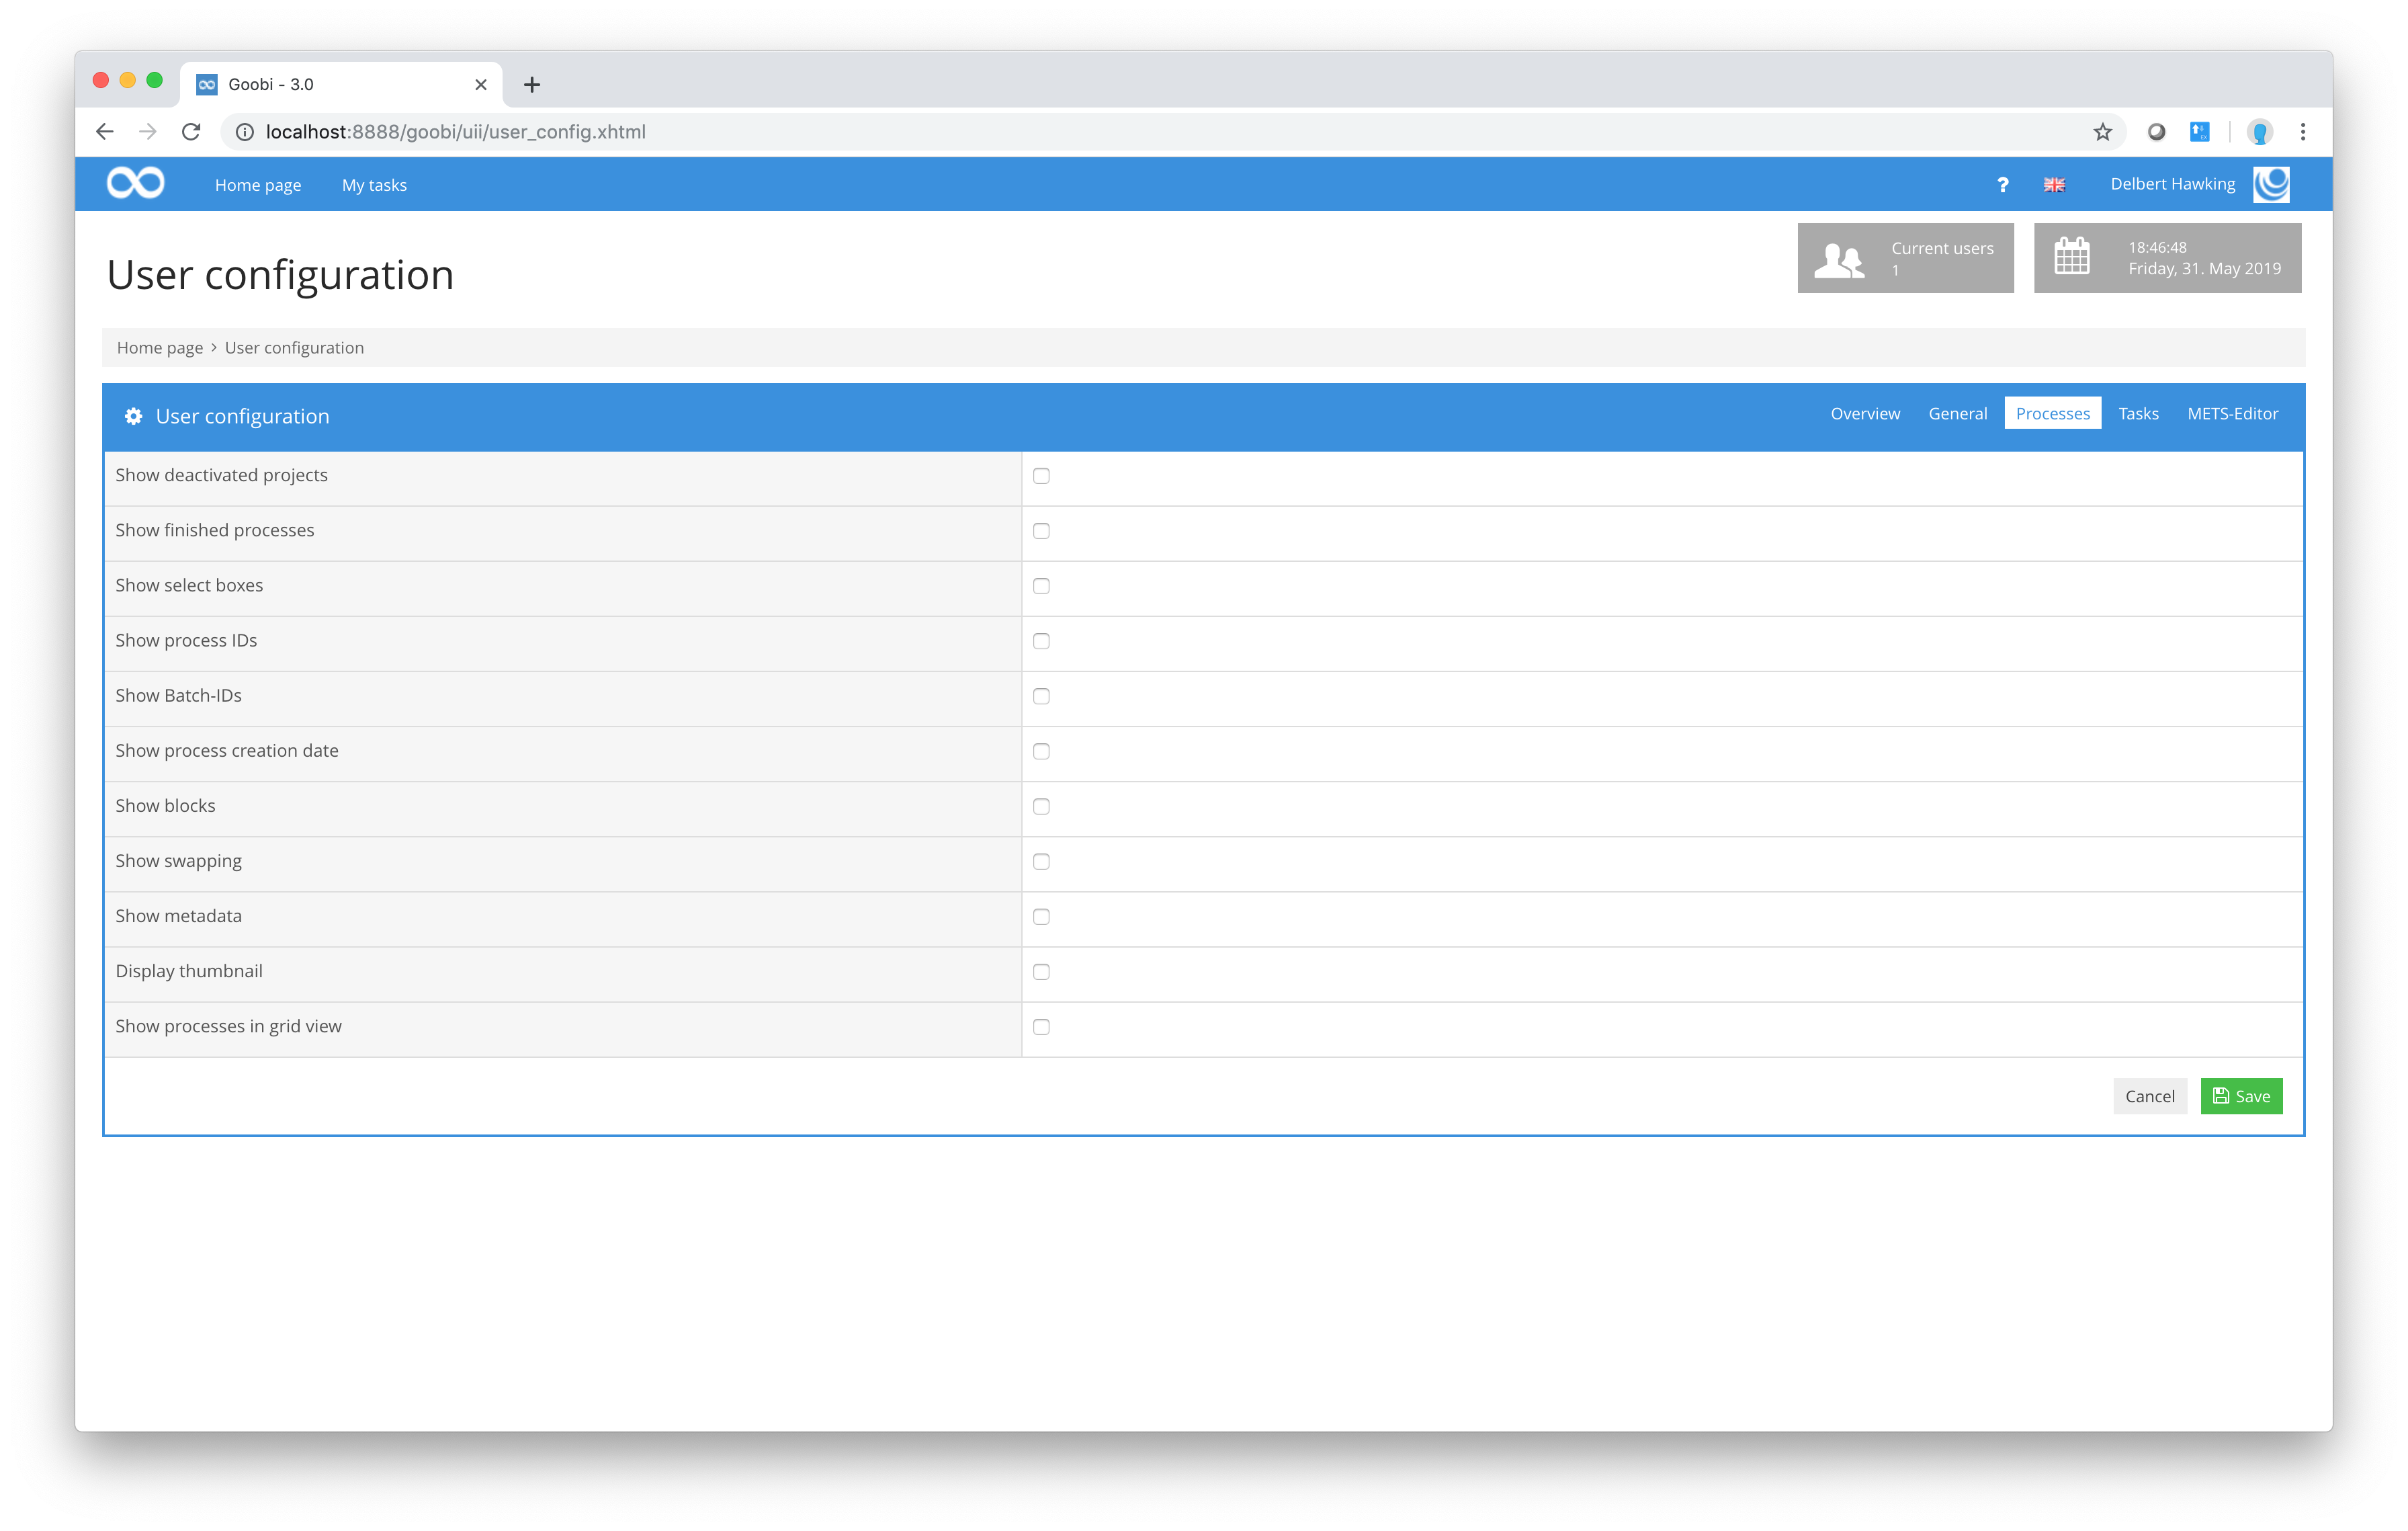 Goobi - 3.0
localhost:8888/goobi/uii/user_config.xhtml
Home page My tasks ? Delbert Hawking
User configuration
Current users
1
18:46:48
Friday, 31. May 2019
Home page > User configuration
User configuration Overview General Processes Tasks METS-Editor
Show deactivated projects
Show finished processes
Show select boxes
Show process IDs
Show Batch-IDs
Show process creation date
Show blocks
Show swapping
Show metadata
Display thumbnail
Show processes in grid view
Cancel Save